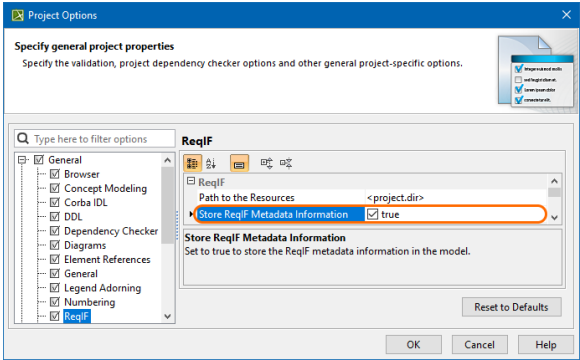 Project Options
Specify general project properties
Specify the validation, project dependency checker options and other general project-specific options.
Type here to filter options
General
Browser
Concept Modeling
Corba IDL
DDL
Dependency Checker
Diagrams
Element References
General
Legend Adorning
Numbering
ReqIF
ReqIF
ReqIF
Path to the Resources <project.dir>
Store ReqIF Metadata Information true
Store ReqIF Metadata Information
Set to true to store the ReqIF metadata information in the model.
Reset to Defaults
OK Cancel Help